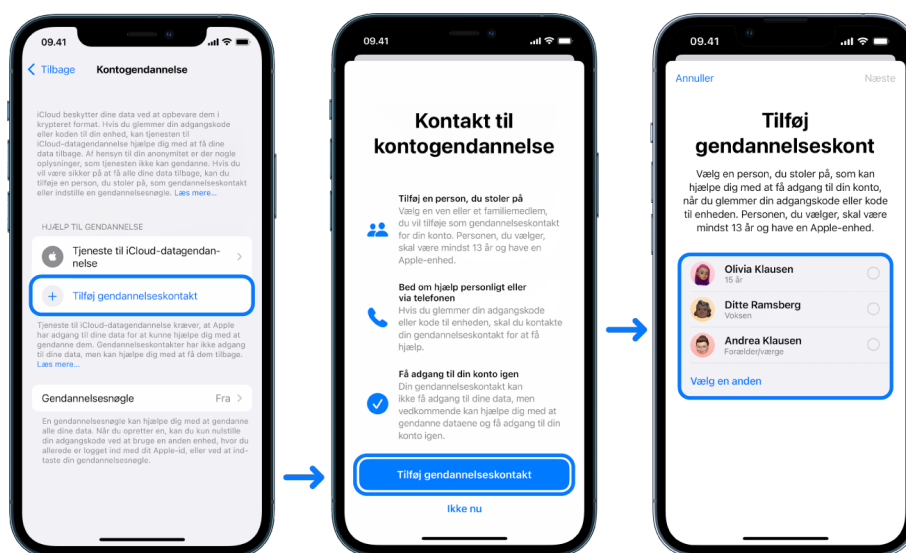 09.41
Tilbage
Kontogendannelse
iCloud beskytter dine data ved at opbevare dem i
krypteret format. Hvis du glemmer din adgangskode
eller koden til din enhed, kan tjenesten til
iCloud-datagendannelse hjælpe dig med at få dine
data tilbage. Af hensyn til din anonymitet er der nogle
oplysninger, som tjenesten ikke kan gendanne. Hvis du
vil være sikker på at få alle dine data tilbage, kan du
tilføje en person, du stoler på, som gendannelseskontakt
eller indstille en gendannelsesnøgle. Læs mere...
HJÆLP TIL GENDANNELSE
Tjeneste til iCloud-datagendan-
nelse
Tilføj gendannelseskontakt
Tjeneste til iCloud-datagendannelse kræver, at Apple
har adgang til dine data for at kunne hjælpe dig med at
gendanne dem. Gendannelseskontakter har ikke adgang
til dine data, men kan hjælpe dig med at få dem tilbage.
Læs mere...
Gendannelsesnøgle Fra
En gendannelsesnøgle kan hjælpe dig med at gendanne
alle dine data. Når du opretter en, kan du kun nulstille
din adgangskode ved at bruge en anden enhed, hvor du
allerede er logget ind med dit Apple-id, eller ved at ind-
taste din gendannelsesnøgle.
09.41
Kontakt til
kontogendannelse
Tilføj en person, du stoler på
Vælg en ven eller et familiemedlem,
du vil tilføje som gendannelseskontakt
for din konto. Personen, du vælger,
skal være mindst 13 år og have en
Apple-enhed.
Bed om hjælp personligt eller
via telefonen
Hvis du glemmer din adgangskode
eller kode til enheden, skal du kontakte
din gendannelseskontakt for at få
hjælp.
Få adgang til din konto igen
Din gendannelseskontakt kan
ikke få adgang til dine data, men
vedkommende kan hjælpe dig med at
gendanne dataene og få adgang til din
konto igen.
Tilføj gendannelseskontakt
Ikke nu
09.41
Annuller
Næste
Tilføj
gendannelseskont
Vælg en person, du stoler på, som kan
hjælpe dig med at få adgang til din konto,
når du glemmer din adgangskode eller kode
til enheden. Personen, du vælger, skal være
mindst 13 år og have en Apple-enhed.
Olivia Klausen
15 år
Ditte Ramsberg
Voksen
Andrea Klausen
Forælder/værge
Vælg en anden